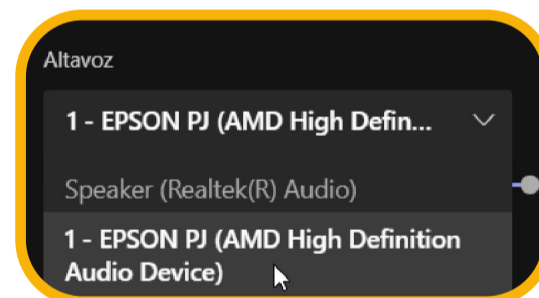 Altavoz
1 - EPSON PJ (AMD High Defin...
Speaker (Realtek(R) Audio)
1 - EPSON PJ (AMD High Definition
Audio Device)